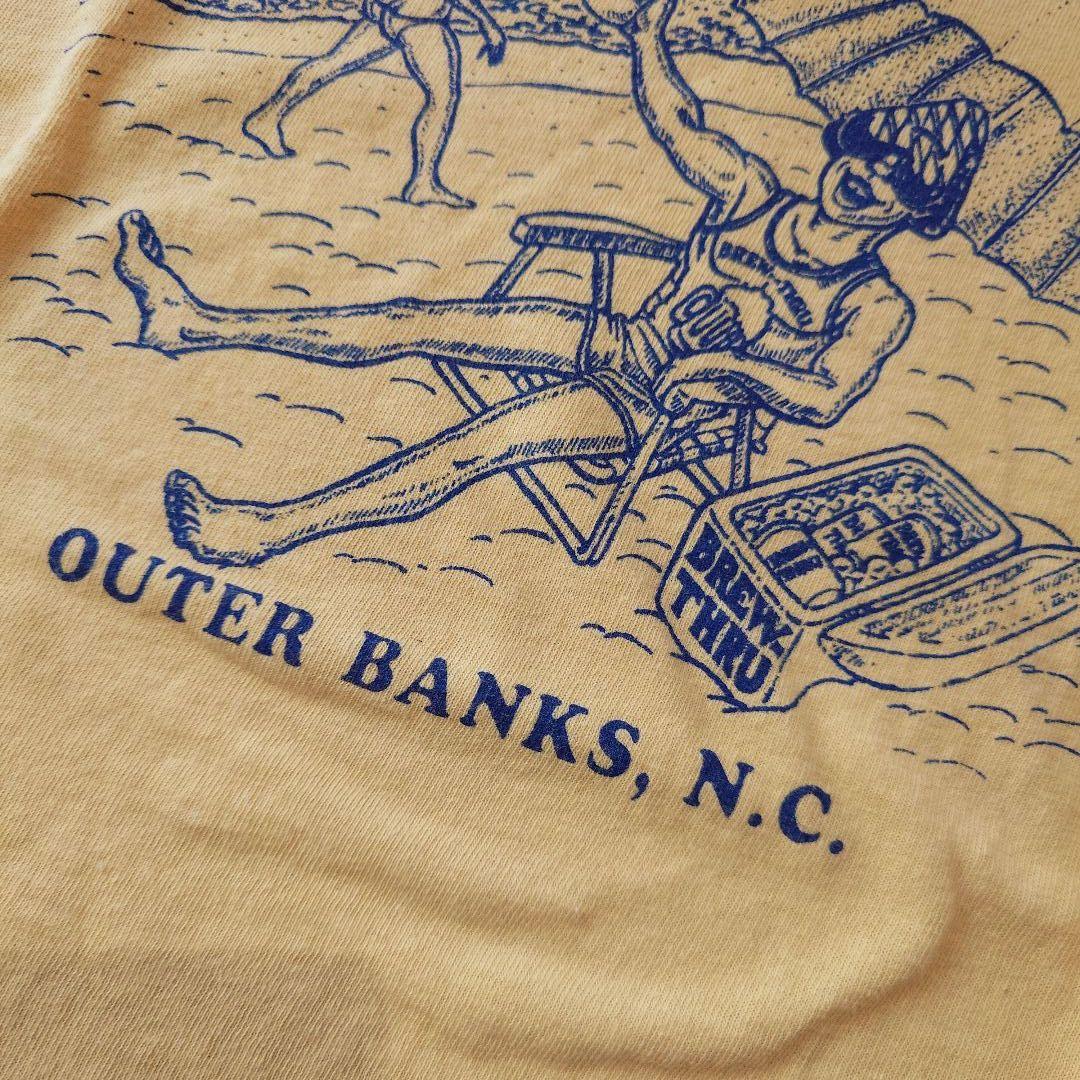 BREW-THRU
BREW-
THRU
OUTER BANKS, N.C.